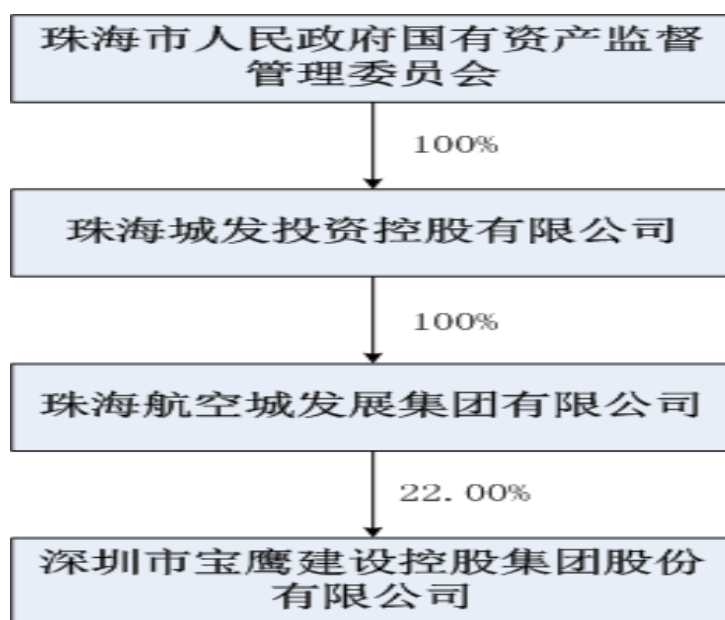 珠海市人民政府国有资产监督
管理委员会
100%
珠海城发投资控股有限公司
100%
珠海航空城发展集团有限公司
22.00%
深圳市宝鹰建设控股集团股份
有限公司